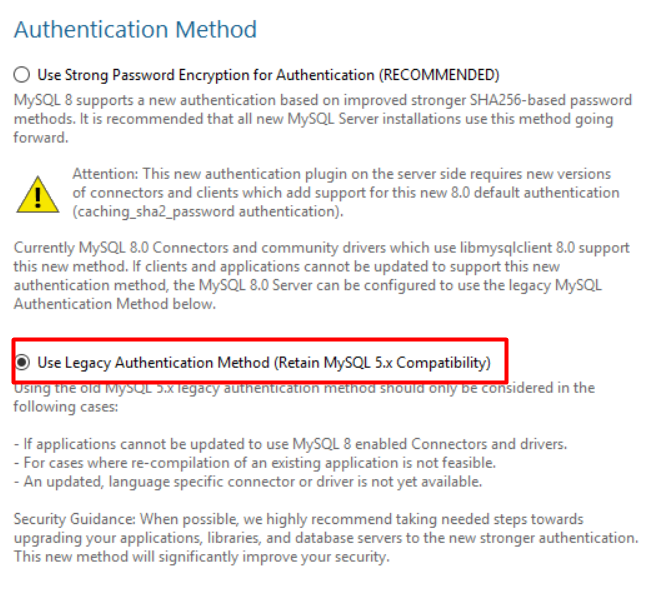 Authentication Method
Use Strong Password Encryption for Authentication (RECOMMENDED)
MySQL 8 supports a new authentication based on improved stronger SHA256-based password
methods. It is recommended that all new MySQL Server installations use this method going
forward.
Attention: This new authentication plugin on the server side requires new versions
of connectors and clients which add support for this new 8.0 default authentication
(caching_sha2_password authentication).
Currently MySQL 8.0 Connectors and community drivers which use libmysqlclient 8.0 support
this new method. If clients and applications cannot be updated to support this new
authentication method, the MySQL 8.0 Server can be configured to use the legacy MySQL
Authentication Method below.
Use Legacy Authentication Method (Retain MySQL 5.x Compatibility)
Using the old MySQL 5.x legacy authentication method should only be considered in the
following cases:
- If applications cannot be updated to use MySQL 8 enabled Connectors and drivers.
- For cases where re-compilation of an existing application is not feasible.
- An updated, language specific connector or driver is not yet available.
Security Guidance: When possible, we highly recommend taking needed steps towards
upgrading your applications, libraries, and database servers to the new stronger authentication.
This new method will significantly improve your security.